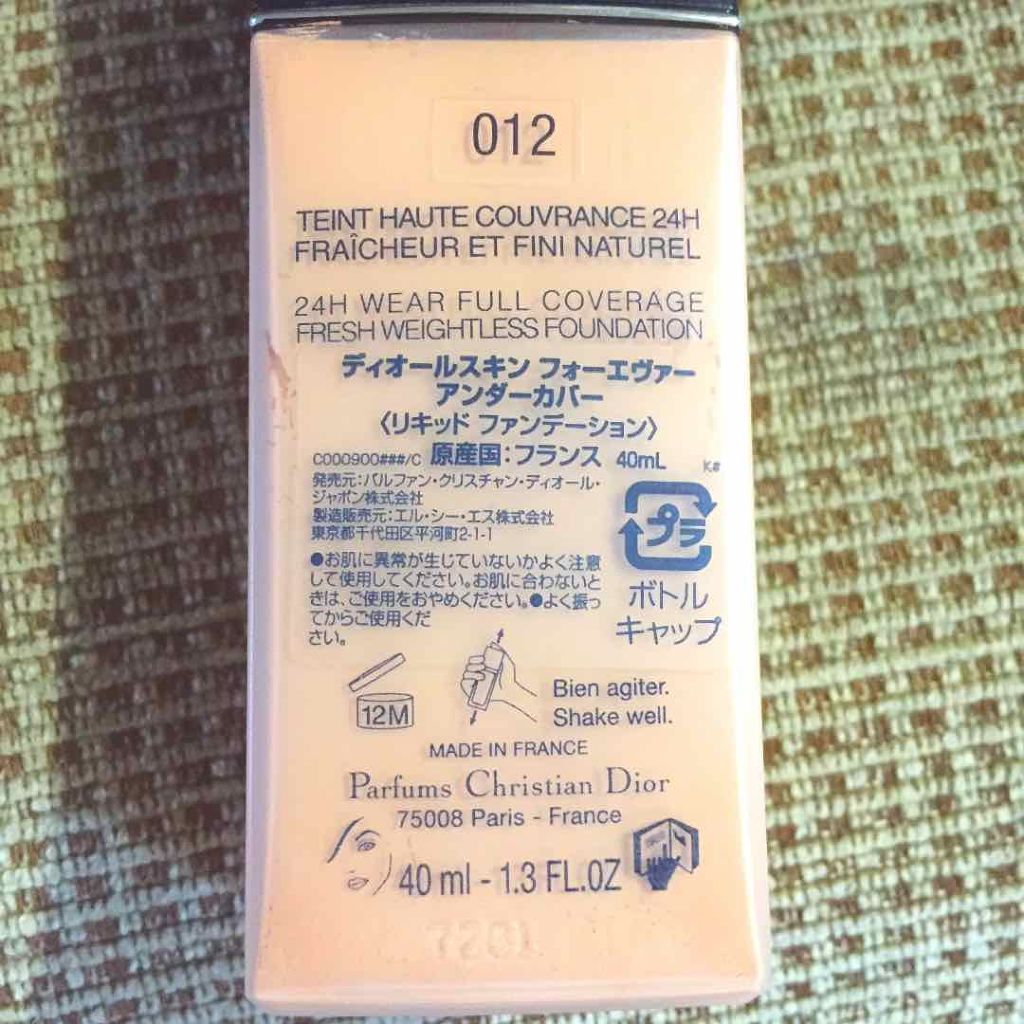 012
TEINT HAUTE COUVRANCE 24H
FRAÎCHEUR ET FINI NATUREL
24H WEAR FULL COVERAGE
FRESH WEIGHTLESS FOUNDATION
ディオールスキン フォーエヴァー
アンダーカバー
〈リキッド ファンデーション〉
C000900###/C 原産国:フランス 40mL K#
発売元:パルファン・クリスチャン・ディオール・
ジャポン株式会社
製造販売元:エル・シー・エス株式会社
東京都千代田区平河町2-1-1
●お肌に異常が生じていないかよく注意
して使用してください。お肌に合わないと
きは、ご使用をおやめください。●よく振っ
てからご使用くだ
さい。
プラ
ボトル
キャップ
12M
Bien agiter.
Shake well.
MADE IN FRANCE
Parfums Christian Dior
75008 Paris - France
40 ml - 1.3 FL.OZ